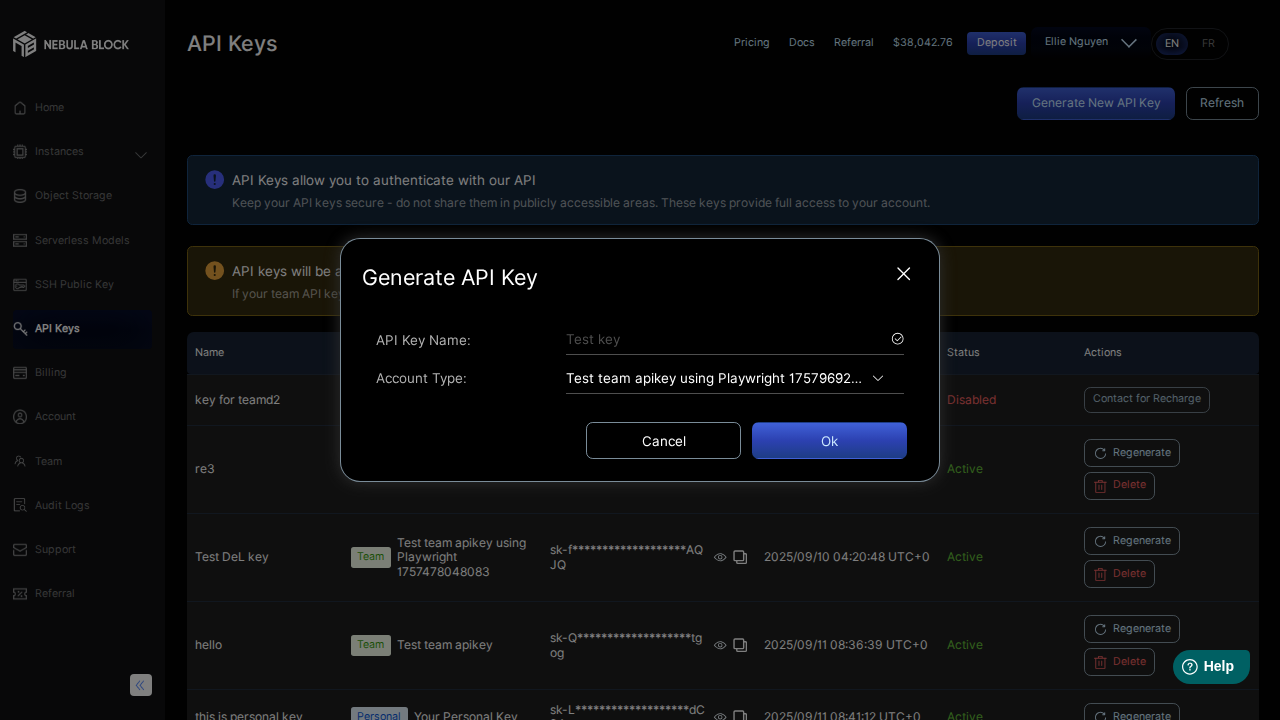 NEBULA BLOCK
API Keys
Pricing
Docs
Referral
$38,042.76
Deposit
Ellie Nguyen
EN
FR
Home
Instances
Object Storage
Serverless Models
SSH Public Key
API Keys
Billing
Account
Team
Audit Logs
Support
Referral
Generate New API Key
Refresh
API Keys allow you to authenticate with our API
Keep your API keys secure - do not share them in publicly accessible areas. These keys provide full access to your account.
API keys will be
If your team API
Generate API Key
API Key Name:
Test key
Account Type:
Test team apikey using Playwright 17579692...
Cancel
Ok
Name
Status
Actions
key for teamd2
Disabled
Contact for Recharge
re3
Active
Regenerate
Delete
Test DeL key
Team
Test team apikey using
Playwright
1757478048083
sk-f*******************AQ
JQ
2025/09/10 04:20:48 UTC+0
Active
Regenerate
Delete
hello
Team
Test team apikey
sk-Q*******************tg
og
2025/09/11 08:36:39 UTC+0
Active
Regenerate
Delete
this is personal key
Personal
Your Personal Key
sk-L*******************dC
2025/09/11 08:41:12 UTC+0
Active
Regenerate
Help